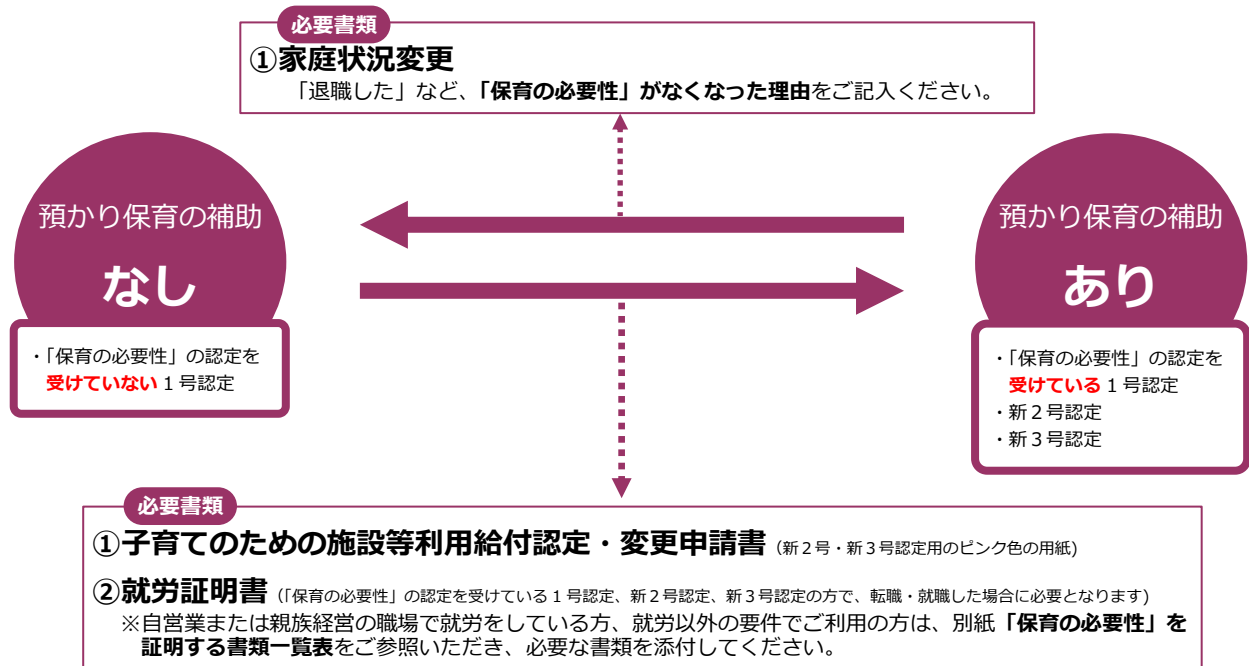 必要書類
①家庭状況変更
「退職した」など、「保育の必要性」がなくなった理由をご記入ください。
預かり保育の補助
なし
・「保育の必要性」の認定を
受けていない１号認定
預かり保育の補助
あり
・「保育の必要性」の認定を
受けている１号認定
・新２号認定
・新３号認定
必要書類
①子育てのための施設等利用給付認定・変更申請書（新２号・新３号認定用のピンク色の用紙)
②就労証明書（「保育の必要性」の認定を受けている１号認定、新２号認定、新３号認定の方で、転職・就職した場合に必要となります)
※自営業または親族経営の職場で就労をしている方、就労以外の要件でご利用の方は、別紙「保育の必要性」を
証明する書類一覧表をご参照いただき、必要な書類を添付してください。